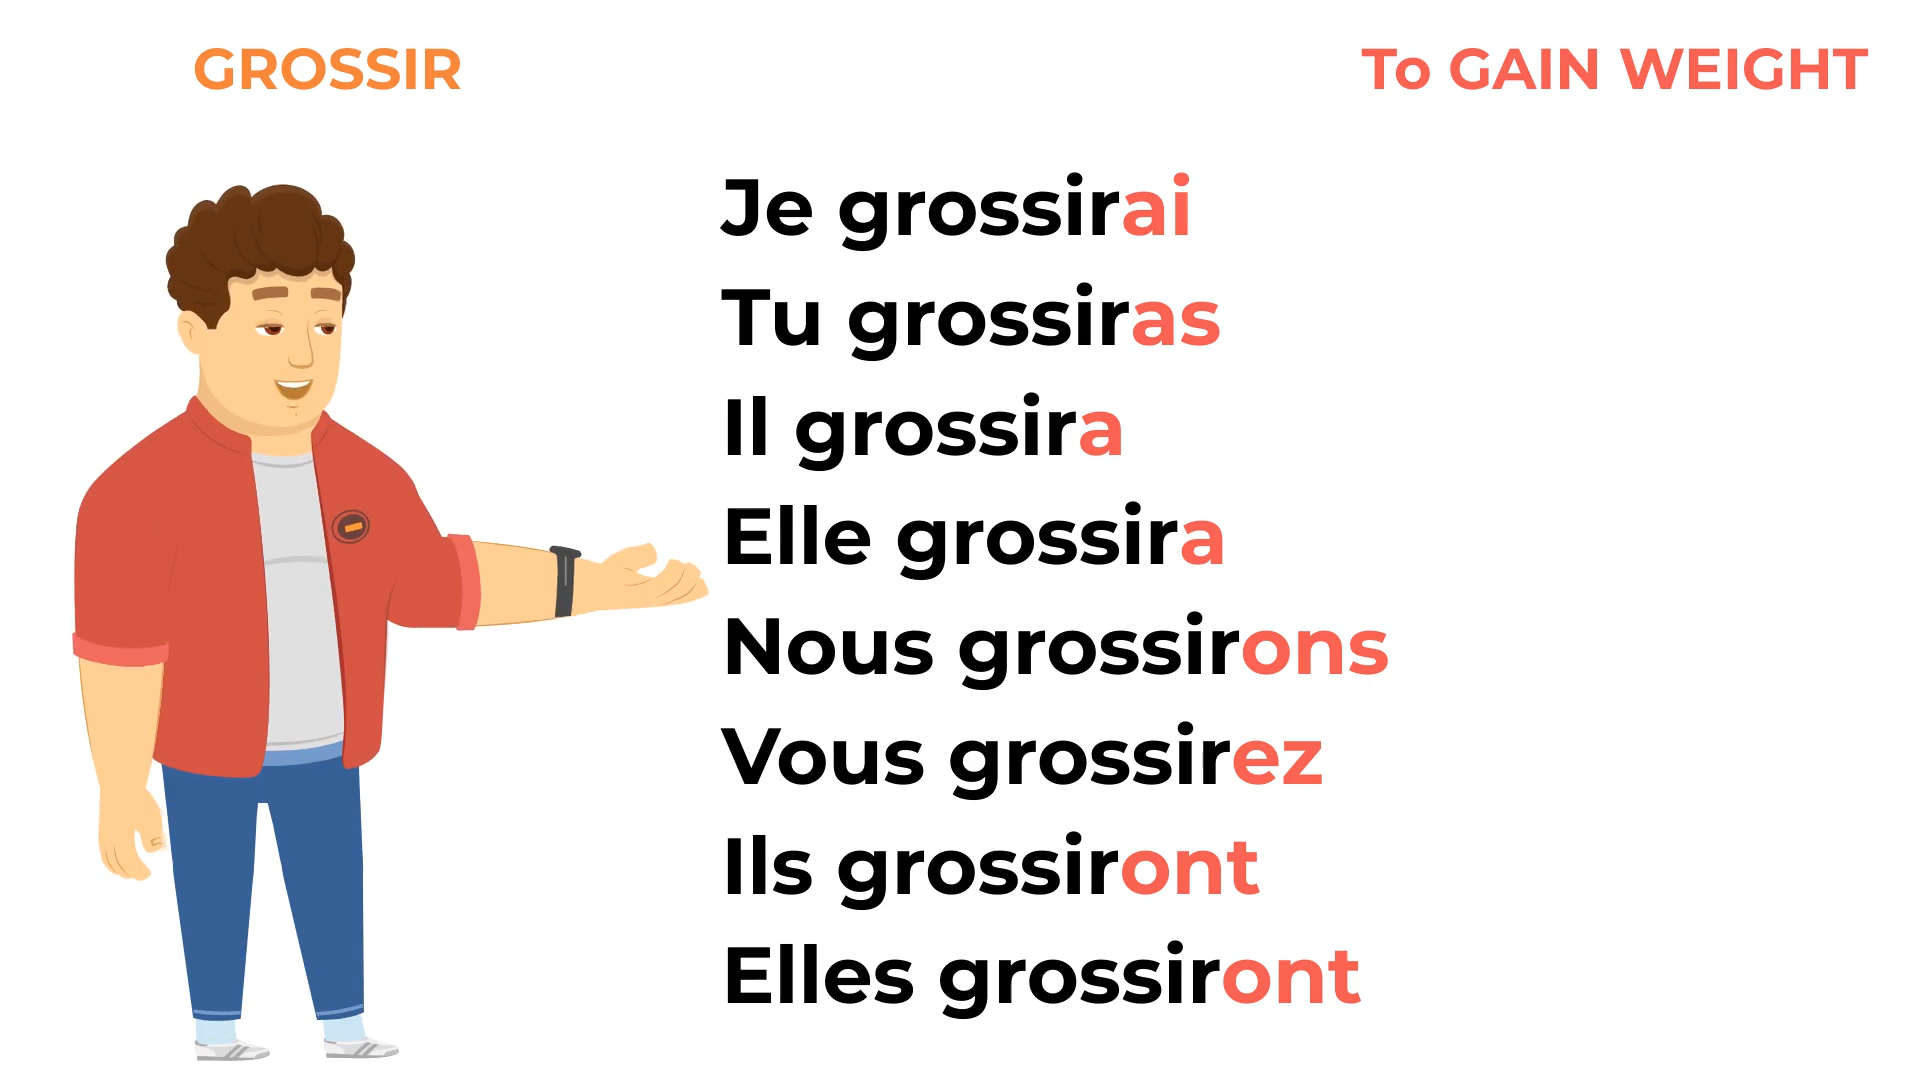 GROSSIR
To GAIN WEIGHT
Je grossirai
Tu grossiras
Il grossira
Elle grossira
Nous grossirons
Vous grossirez
Ils grossiront
Elles grossiront